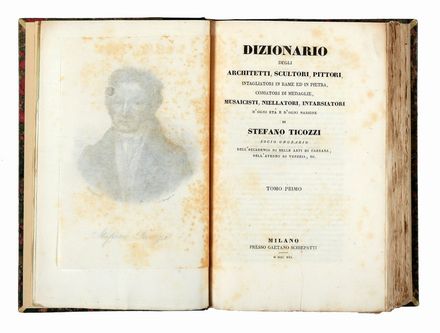 Stefano Ticozzi
DIZIONARIO
DEGLI
ARCHITETTI, SCULTORI, PITTORI,
INTAGLIATORI IN RAME ED IN PIETRA,
CONIATORI DI MEDAGLIE,
MUSAICISTI, NIELLATORI, INTARSIATORI
D'OGNI ETÀ E D'OGNI NAZIONE
DI
STEFANO TICOZZI
SOCIO ONORARIO
DELL'ACCADEMIA DI BELLE ARTI DI CARRARA,
DELL'ATENEO DI VENEZIA, EC.
TOMO PRIMO
MILANO
PRESSO GAETANO SCHIEPATTI